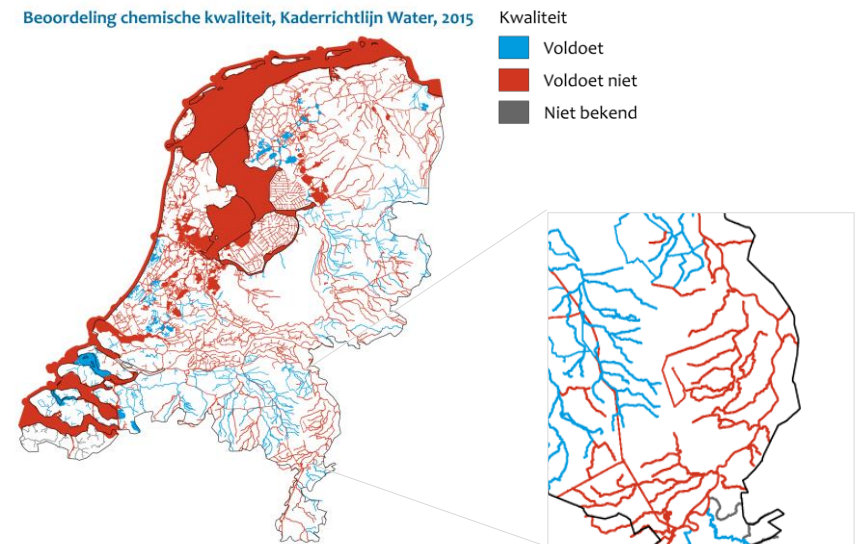 Beoordeling chemische kwaliteit, Kaderrichtlijn Water, 2015
Kwaliteit
Voldoet
Voldoet niet
Niet bekend